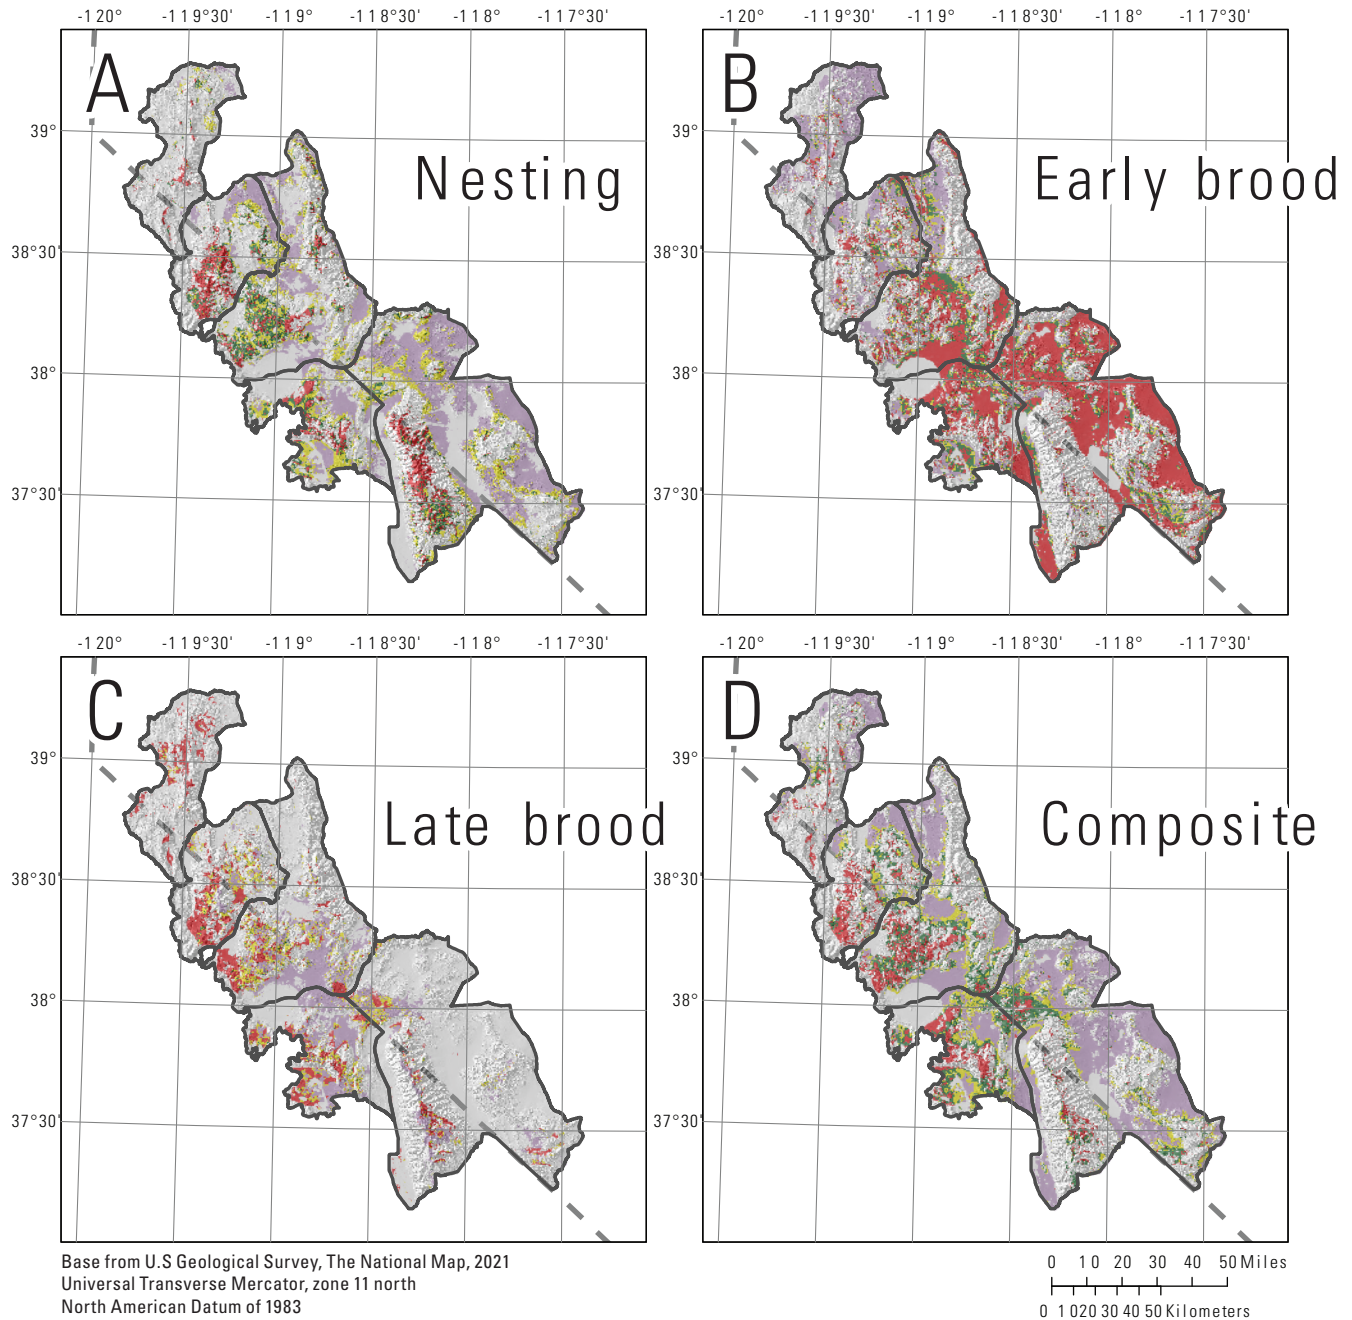 -120° -119°30' -119° -118°30' -118° -117°30'
-120° -119°30' -119° -118°30' -118° -117°30'
A
B
39°
39°
Nesting
Early brood
38°30'
38°30'
38°
38°
37°30'
37°30'
-120° -119°30' -119° -118°30' -118° -117°30'
-120° -119°30' -119° -118°30' -118° -117°30'
C
D
39°
39°
Late brood
Composite
38°30'
38°30'
38°
38°
37°30'
37°30'
Base from U.S Geological Survey, The National Map, 2021
Universal Transverse Mercator, zone 11 north
North American Datum of 1983
0 10 20 30 40 50 Miles
0 10 20 30 40 50 Kilometers